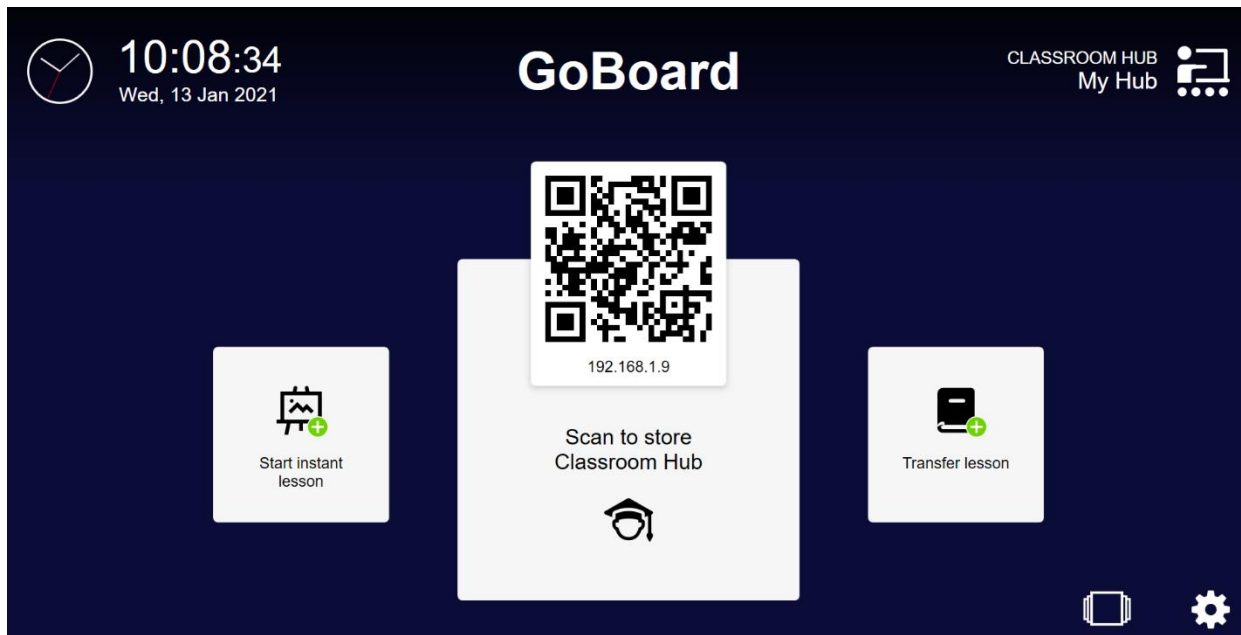 10:08:34
Wed, 13 Jan 2021
GoBoard
CLASSROOM HUB
My Hub
192.168.1.9
Scan to store
Classroom Hub
Start instant
lesson
Transfer lesson